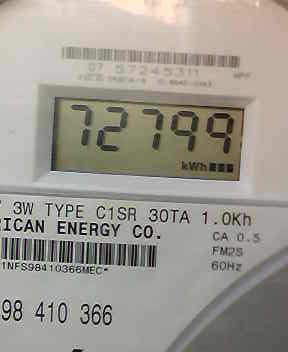 07 57245311
72799
kWh
3W TYPE C1SR 30TA 1.0Kh
RICAN ENERGY CO.
CA 0.5
FM2S
1NFS98410366MEC*
60Hz
98 410 366